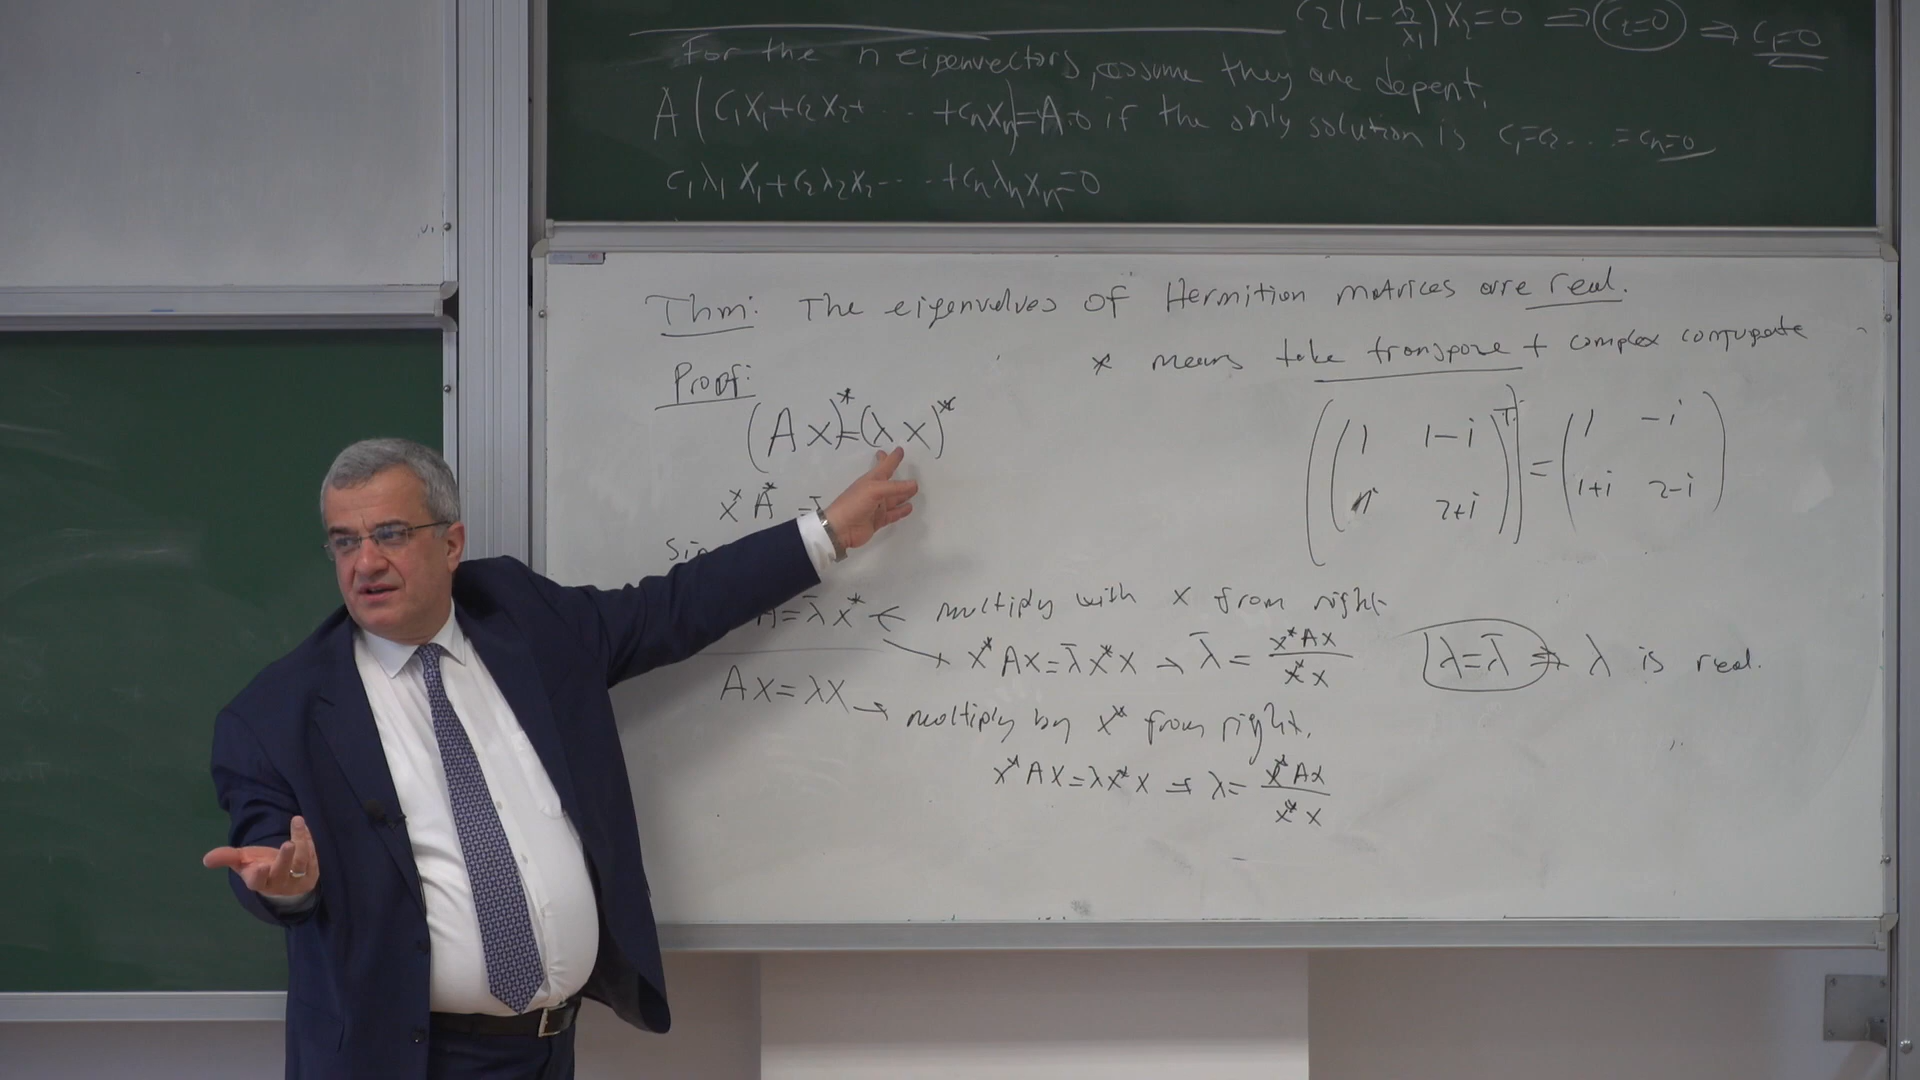 c₂(1-λ₂/λ₁)x₂=0 ⇒ c₂=0 ⇒ c₁=0
For the n eigenvectors, assume they are depent,
A(c₁x₁+c₂x₂+...+cₙxₙ)=A·0 if the only solution is c₁=c₂...=cₙ=0
c₁λ₁x₁+c₂λ₂x₂...+cₙλₙxₙ=0
Thm: The eigenvalues of Hermition matrices are real.
* means take transpose + complex conjugate
Proof:
(Ax)*=(λx)*
((1 1-i
i 2+i)ᵀ) = (1 -i
1+i 2-i)
x*A* =
Sin
A=λ̄x* ← multiply with x from right
→ x*Ax=λ̄x*x → λ̄= x*Ax/x*x
λ=λ̄ ⇒ λ is real.
Ax=λx → multiply by x* from right.
x*Ax=λx*x ⇒ λ= x*Ax/x*x